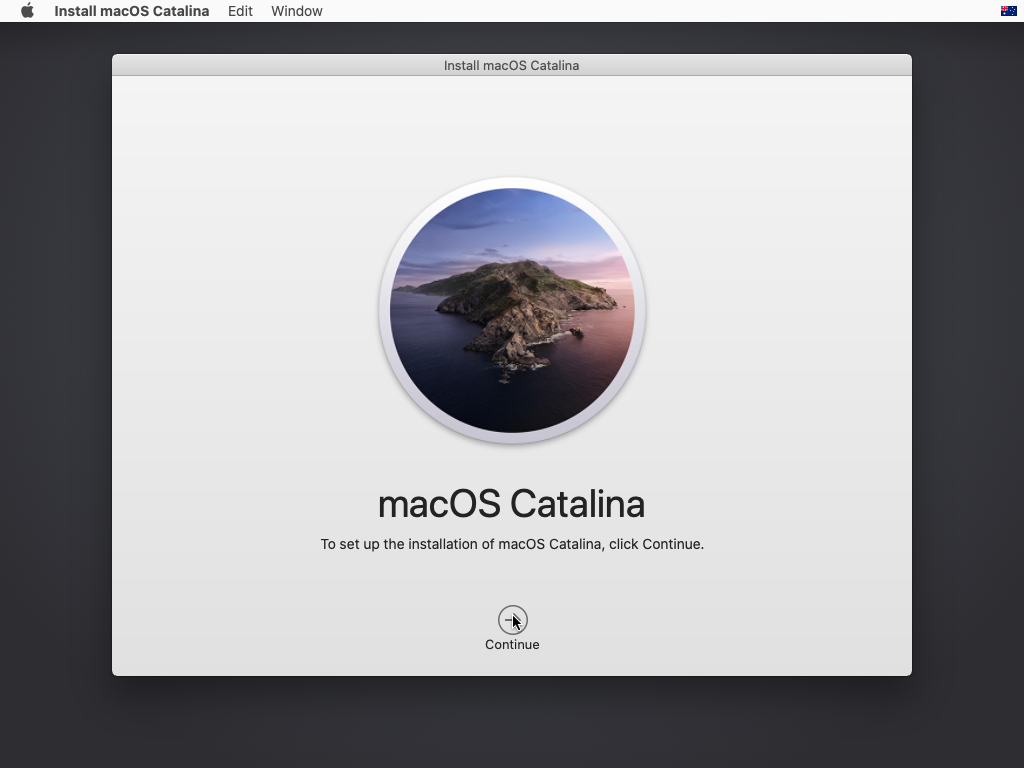 Install macOS Catalina Edit Window
Install macOS Catalina
macOS Catalina
To set up the installation of macOS Catalina, click Continue.
Continue